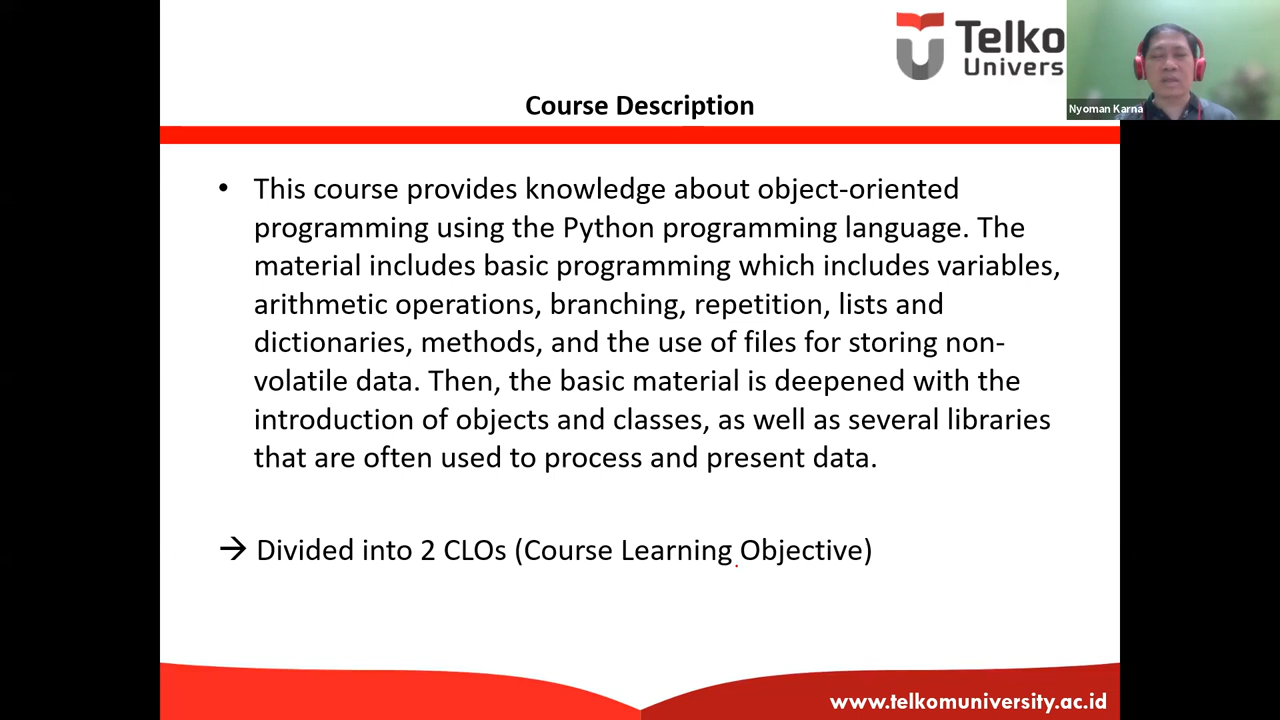 Telko
Univers
Nyoman Karna
Course Description
• This course provides knowledge about object-oriented
programming using the Python programming language. The
material includes basic programming which includes variables,
arithmetic operations, branching, repetition, lists and
dictionaries, methods, and the use of files for storing non-
volatile data. Then, the basic material is deepened with the
introduction of objects and classes, as well as several libraries
that are often used to process and present data.
→ Divided into 2 CLOs (Course Learning Objective)
www.telkomuniversity.ac.id